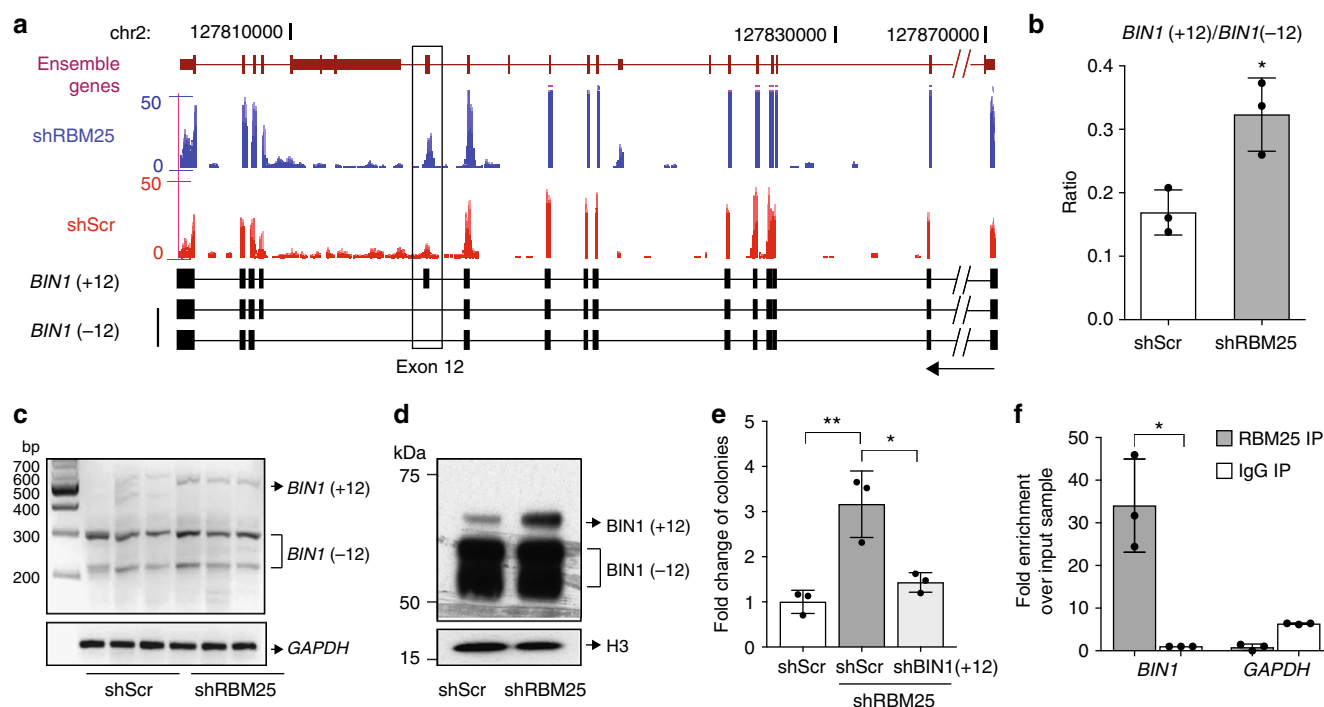 a
chr2:
127810000
127830000
127870000
Ensemble
genes
50
shRBM25
0
50
shScr
0
BIN1 (+12)
BIN1 (–12)
Exon 12
b
BIN1 (+12)/BIN1(–12)
0.4
*
0.3
0.2
0.1
0.0
Ratio
shScr
shRBM25
c
bp
700
600
500
400
300
200
BIN1 (+12)
BIN1 (–12)
GAPDH
shScr
shRBM25
d
kDa
75
50
15
BIN1 (+12)
BIN1 (–12)
H3
shScr
shRBM25
e
Fold change of colonies
5
4
3
2
1
0
**
*
shScr
shScr
shBIN1(+12)
shRBM25
f
Fold enrichment
over input sample
50
40
30
20
10
0
*
RBM25 IP
IgG IP
BIN1
GAPDH